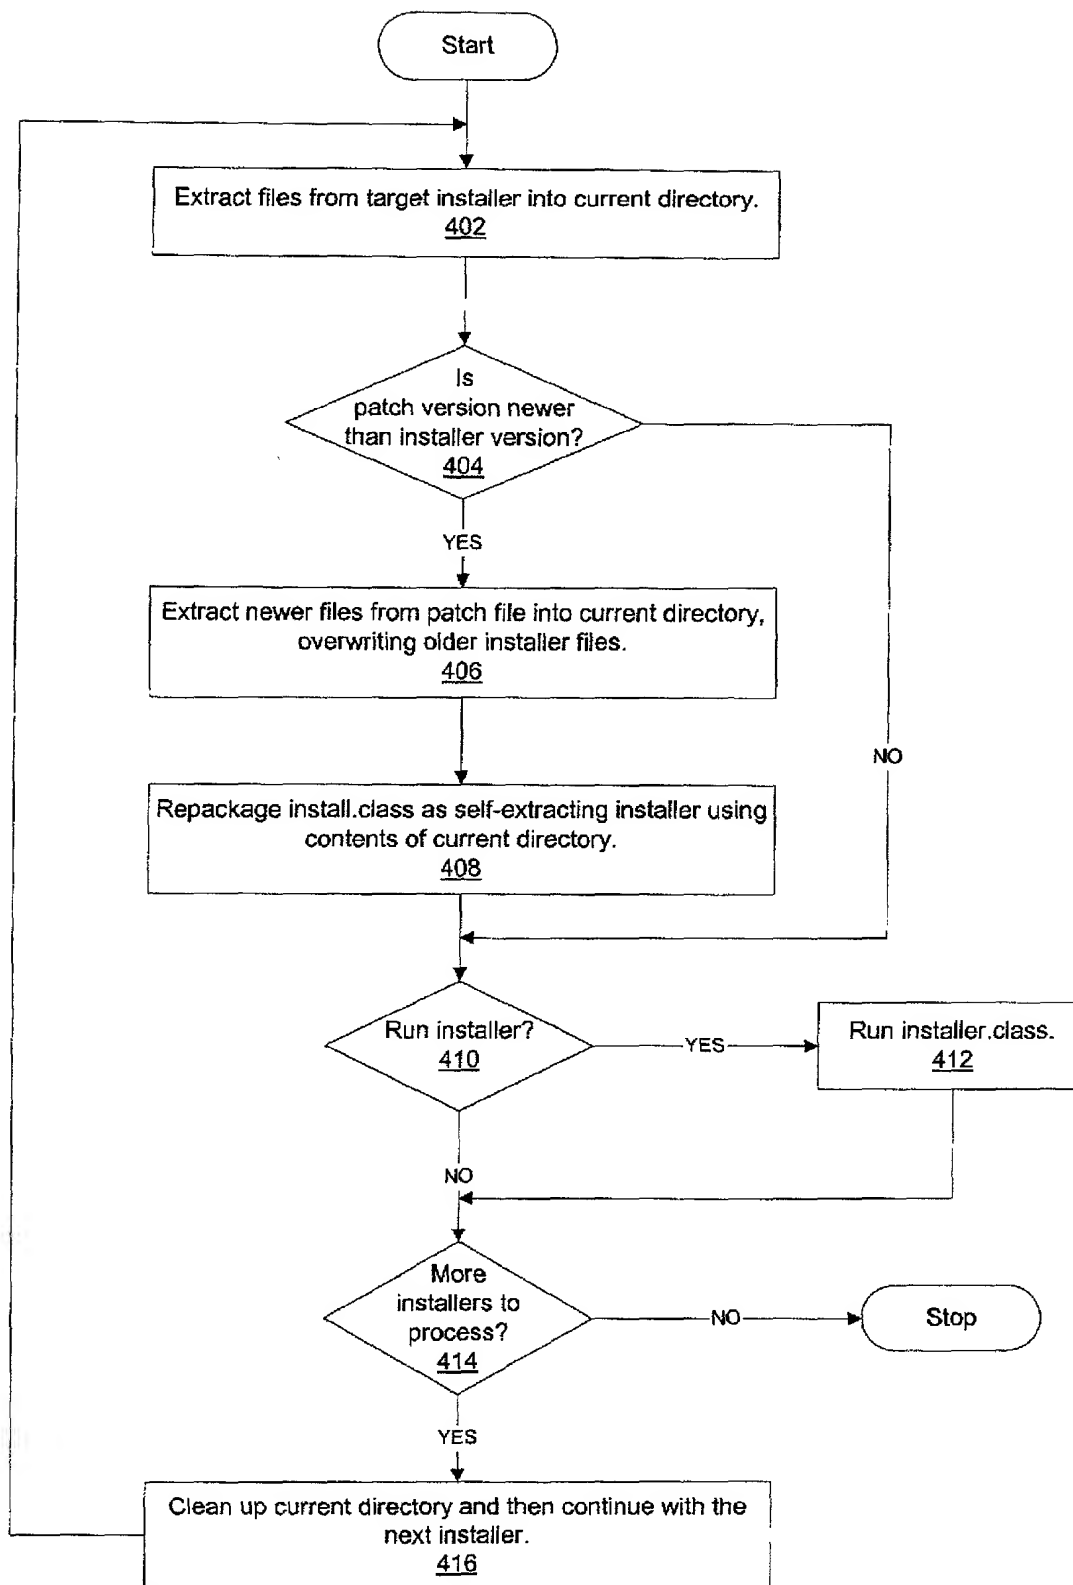 Start
Extract files from target installer into current directory.
402
Is
patch version newer
than installer version?
404
YES
Extract newer files from patch file into current directory,
overwriting older installer files.
406
NO
Repackage install.class as self-extracting installer using
contents of current directory.
408
Run installer?
410
YES
Run installer.class.
412
NO
More
installers to
process?
414
NO
Stop
YES
Clean up current directory and then continue with the
next installer.
416